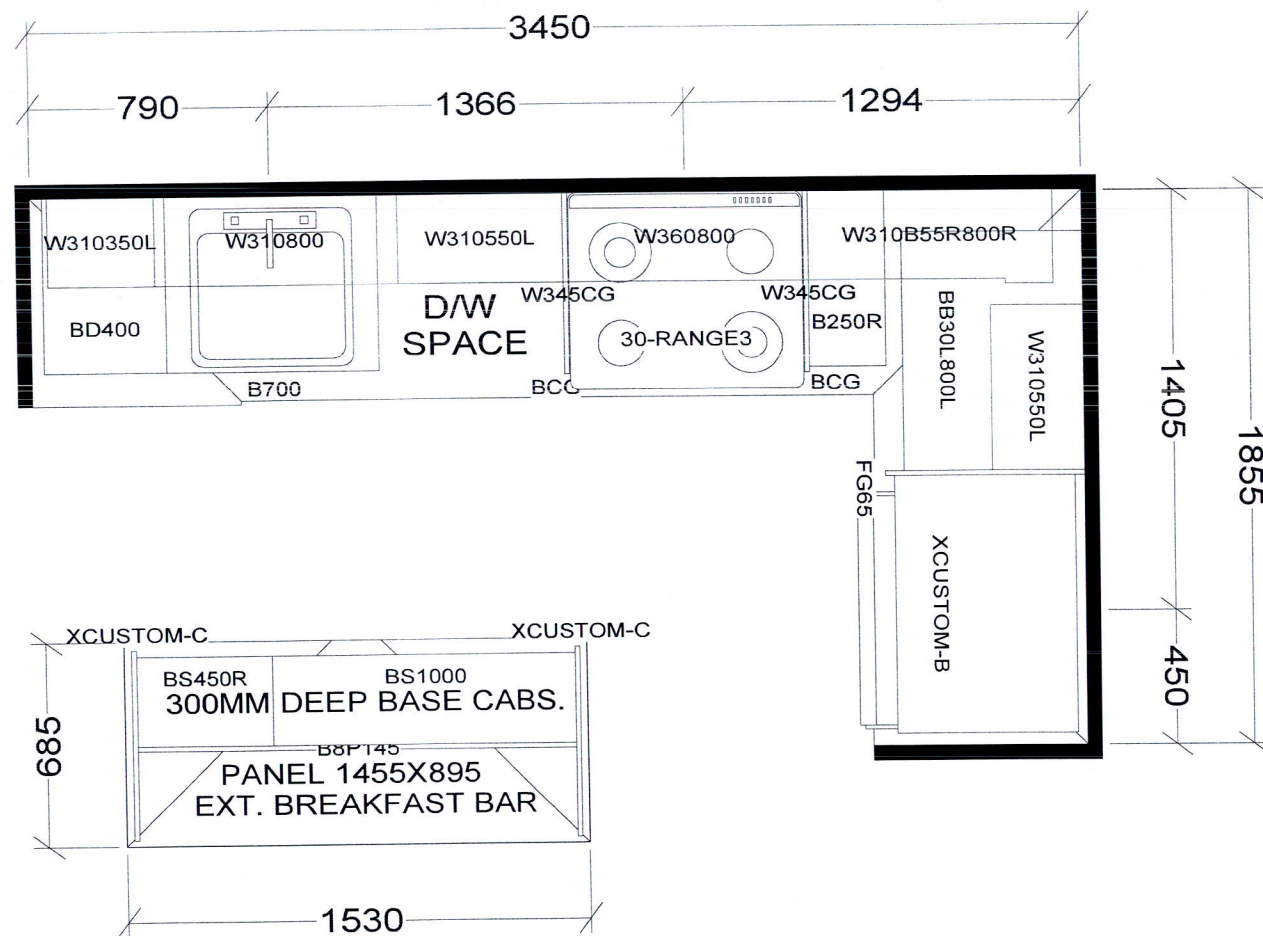 3450
790
1366
1294
W310350L
W310800
W310550L
W360800
W310B55R800R
BD400
D/W
SPACE
W345CG
W345CG
30-RANGE3
B250R
BB30L800L
W310550L
B700
BCG
BCG
1405
1855
FG65
XCUSTOM-B
450
XCUSTOM-C
XCUSTOM-C
BS450R
BS1000
300MM DEEP BASE CABS.
685
B8P145
PANEL 1455X895
EXT. BREAKFAST BAR
1530